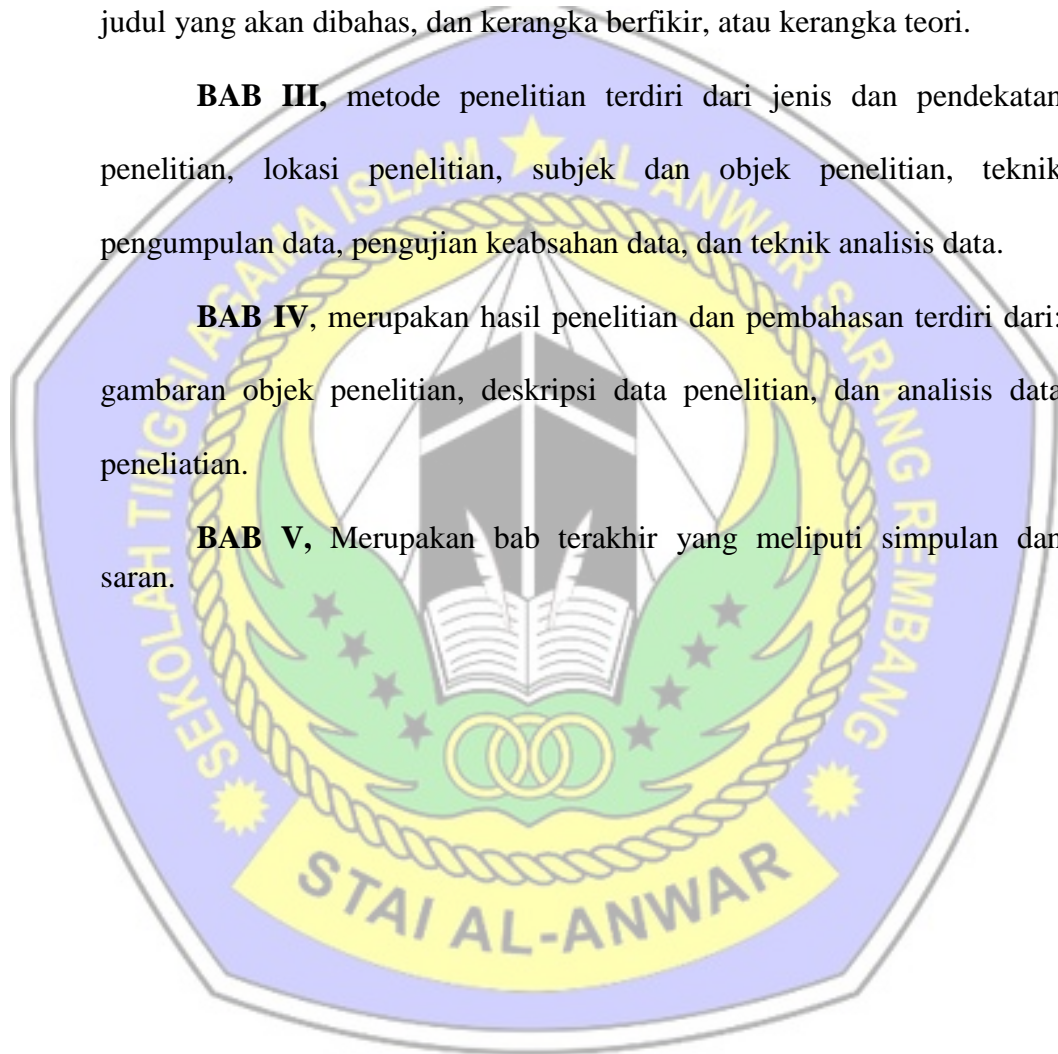 judul yang akan dibahas, dan kerangka berfikir, atau kerangka teori.
BAB III, metode penelitian terdiri dari jenis dan pendekatan
penelitian, lokasi penelitian, subjek dan objek penelitian, teknik
pengumpulan data, pengujian keabsahan data, dan teknik analisis data.
BAB IV, merupakan hasil penelitian dan pembahasan terdiri dari:
gambaran objek penelitian, deskripsi data penelitian, dan analisis data
peneliatian.
BAB V, Merupakan bab terakhir yang meliputi simpulan dan
saran.
SEKOLAH TINGGI AGAMA ISLAM AL ANWAR SARANG REMBANG
STAI AL-ANWAR